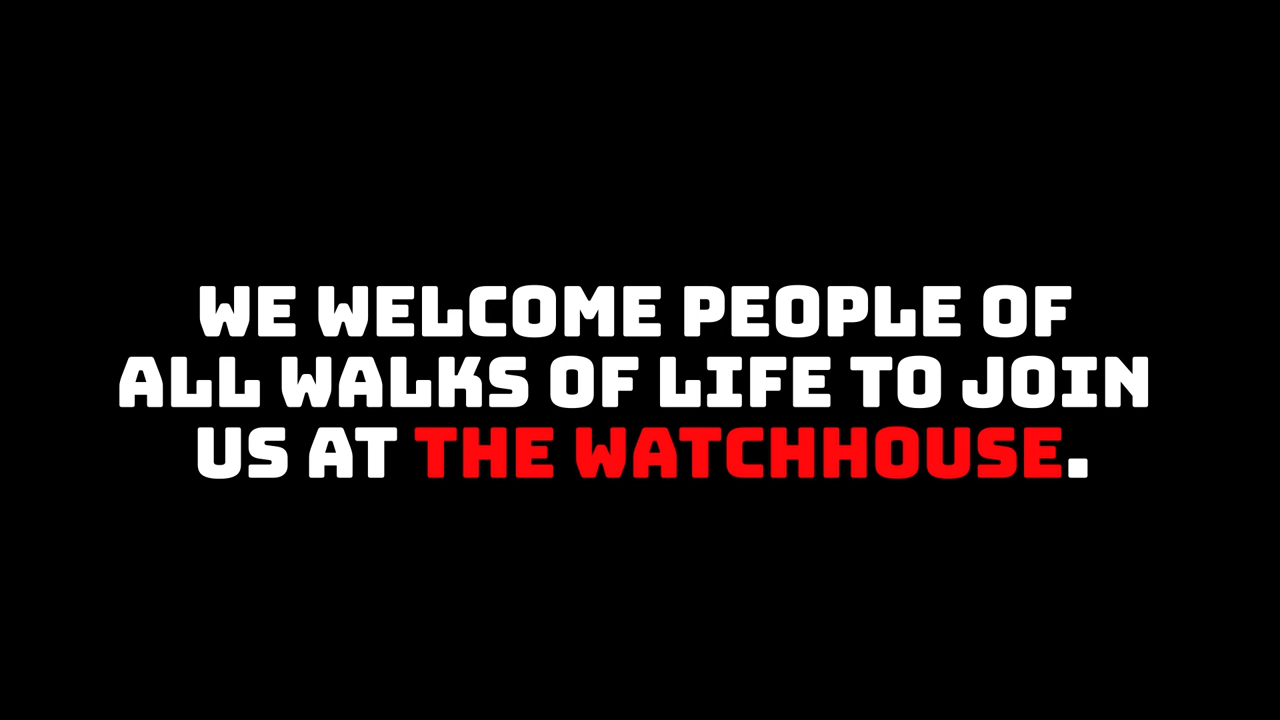 WE WELCOME PEOPLE OF
ALL WALKS OF LIFE TO JOIN
US AT THE WATCHHOUSE.